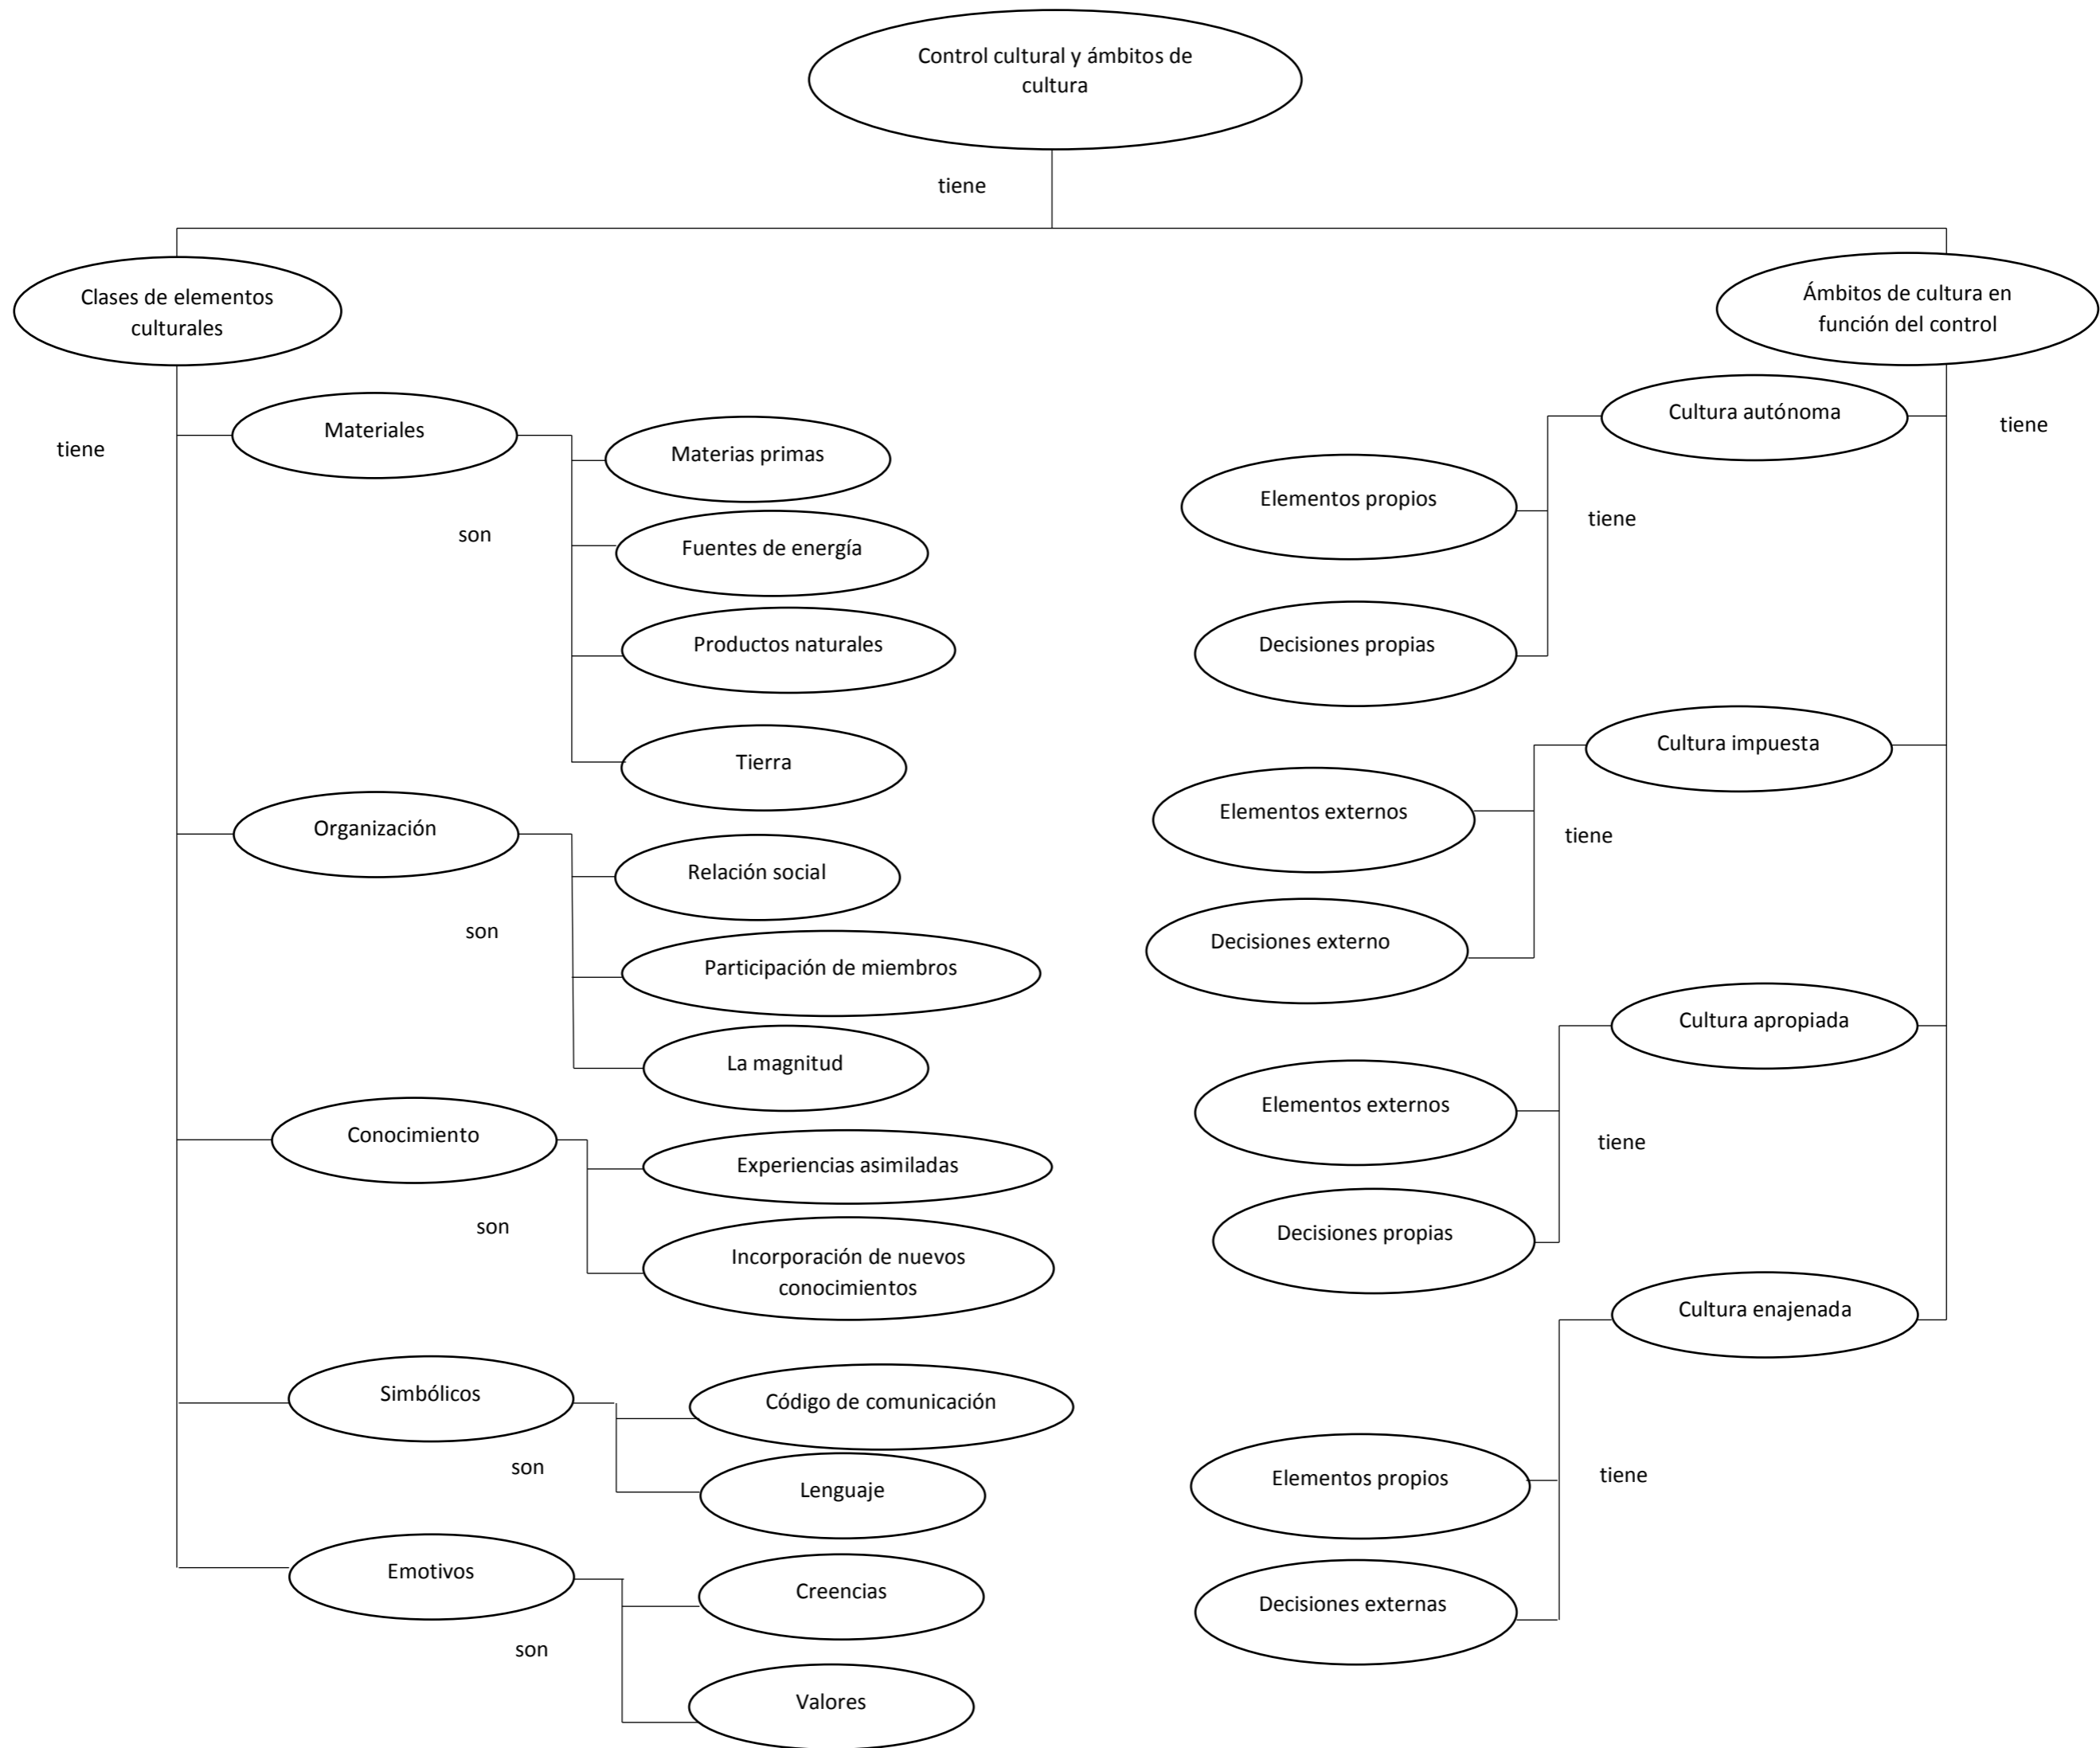 Control cultural y ámbitos de
cultura
tiene
Clases de elementos
culturales
tiene
Materiales
son
Materias primas
Fuentes de energía
Productos naturales
Tierra
Organización
son
Relación social
Participación de miembros
La magnitud
Conocimiento
son
Experiencias asimiladas
Incorporación de nuevos
conocimientos
Simbólicos
son
Código de comunicación
Lenguaje
Emotivos
son
Creencias
Valores
Ámbitos de cultura en
función del control
tiene
Cultura autónoma
tiene
Elementos propios
Decisiones propias
Cultura impuesta
tiene
Elementos externos
Decisiones externo
Cultura apropiada
tiene
Elementos externos
Decisiones propias
Cultura enajenada
tiene
Elementos propios
Decisiones externas